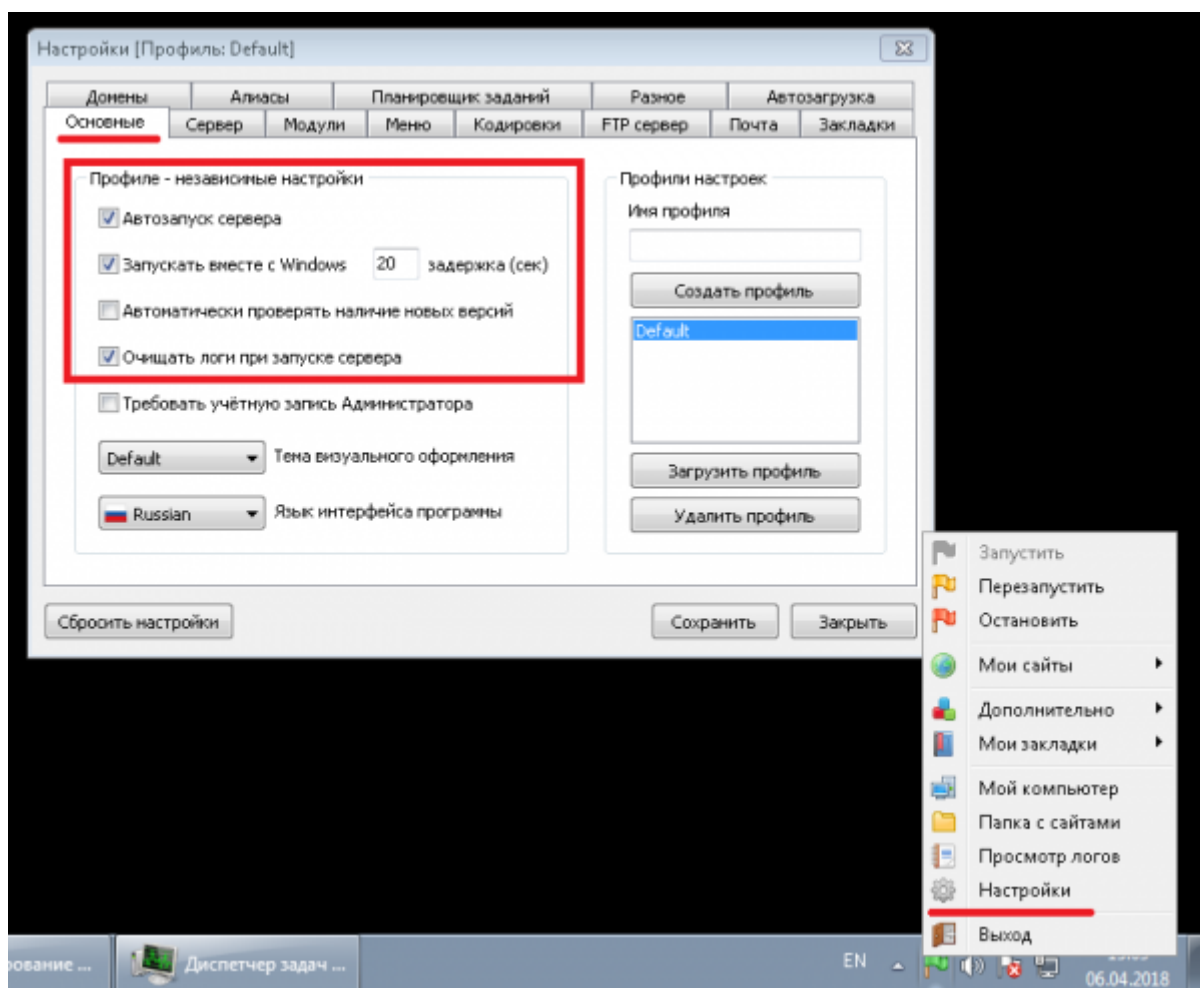 Настройки [Профиль: Default]
Домены Алиасы Планировщик заданий Разное Автозагрузка
Основные Сервер Модули Меню Кодировки FTP сервер Почта Закладки
Профиле - независимые настройки
Автозапуск сервера
Запускать вместе с Windows 20 задержка (сек)
Автоматически проверять наличие новых версий
Очищать логи при запуске сервера
Требовать учётную запись Администратора
Default Тема визуального оформления
Russian Язык интерфейса программы
Профили настроек
Имя профиля
Создать профиль
Default
Загрузить профиль
Удалить профиль
Сбросить настройки Сохранить Закрыть
Запустить
Перезапустить
Остановить
Мои сайты
Дополнительно
Мои закладки
Мой компьютер
Папка с сайтами
Просмотр логов
Настройки
Выход
Диспетчер задач ... EN
06.04.2018